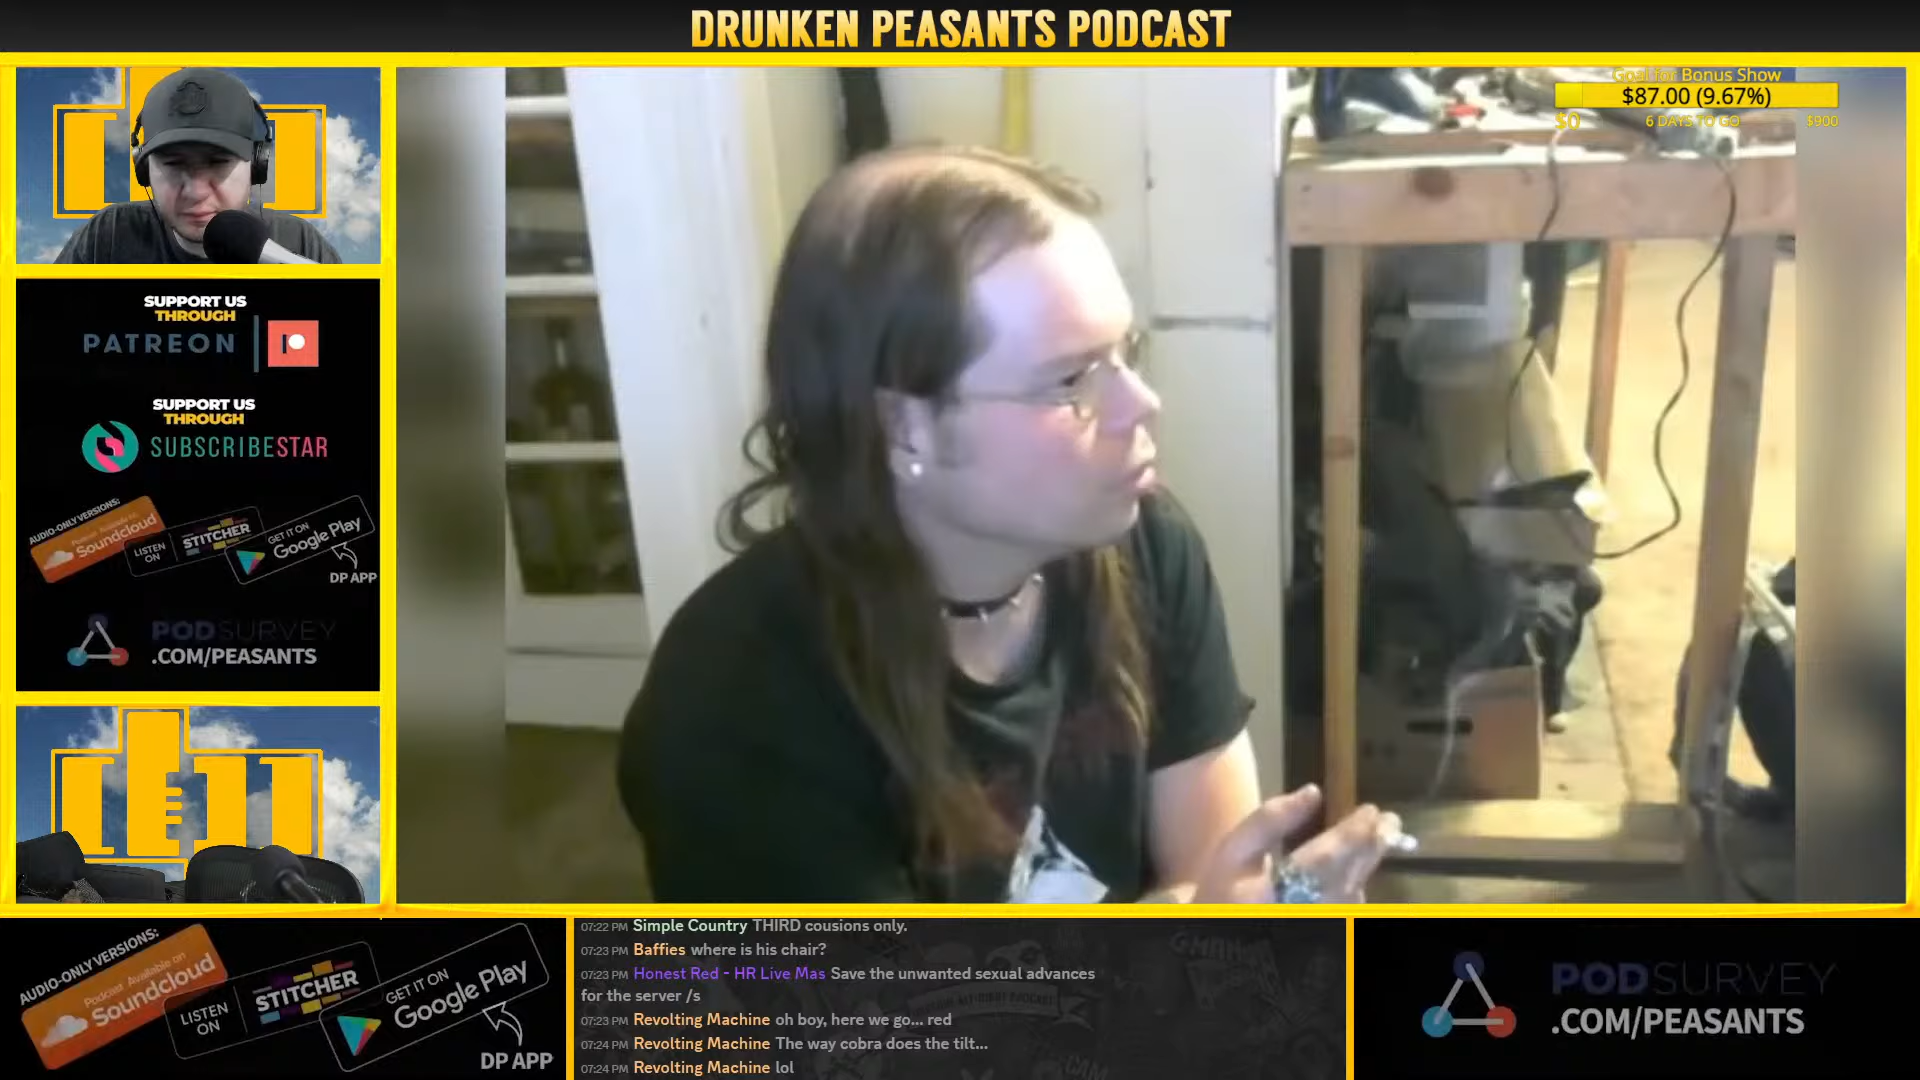 DRUNKEN PEASANTS PODCAST
Goal for Bonus Show
$87.00 (9.67%)
$0 6 DAYS TO GO $900
SUPPORT US
THROUGH
PATREON
SUPPORT US
THROUGH
SUBSCRIBESTAR
AUDIO-ONLY VERSIONS:
Soundcloud
LISTEN ON STITCHER
GET IT ON
Google Play
DP APP
PODSURVEY
.COM/PEASANTS
07:22 PM Simple Country THIRD cousions only.
07:23 PM Baffies where is his chair?
07:23 PM Honest Red - HR Live Mas Save the unwanted sexual advances
for the server /s
07:23 PM Revolting Machine oh boy, here we go... red
07:24 PM Revolting Machine The way cobra does the tilt...
07:24 PM Revolting Machine lol
AUDIO-ONLY VERSIONS:
Podcast Available on
Soundcloud
LISTEN ON STITCHER
GET IT ON
Google Play
DP APP
PODSURVEY
.COM/PEASANTS